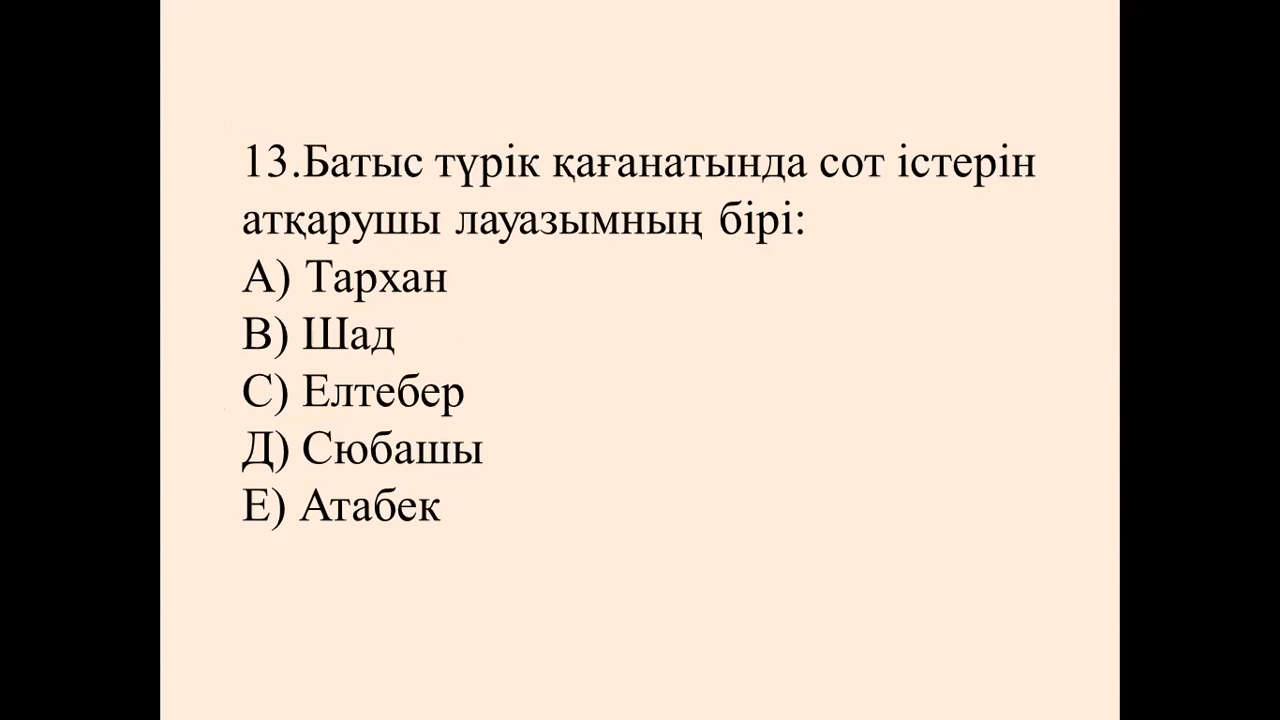 13.Батыс түрік қағанатында сот істерін
атқарушы лауазымның бірі:
А) Тархан
В) Шад
С) Елтебер
Д) Сюбашы
Е) Атабек